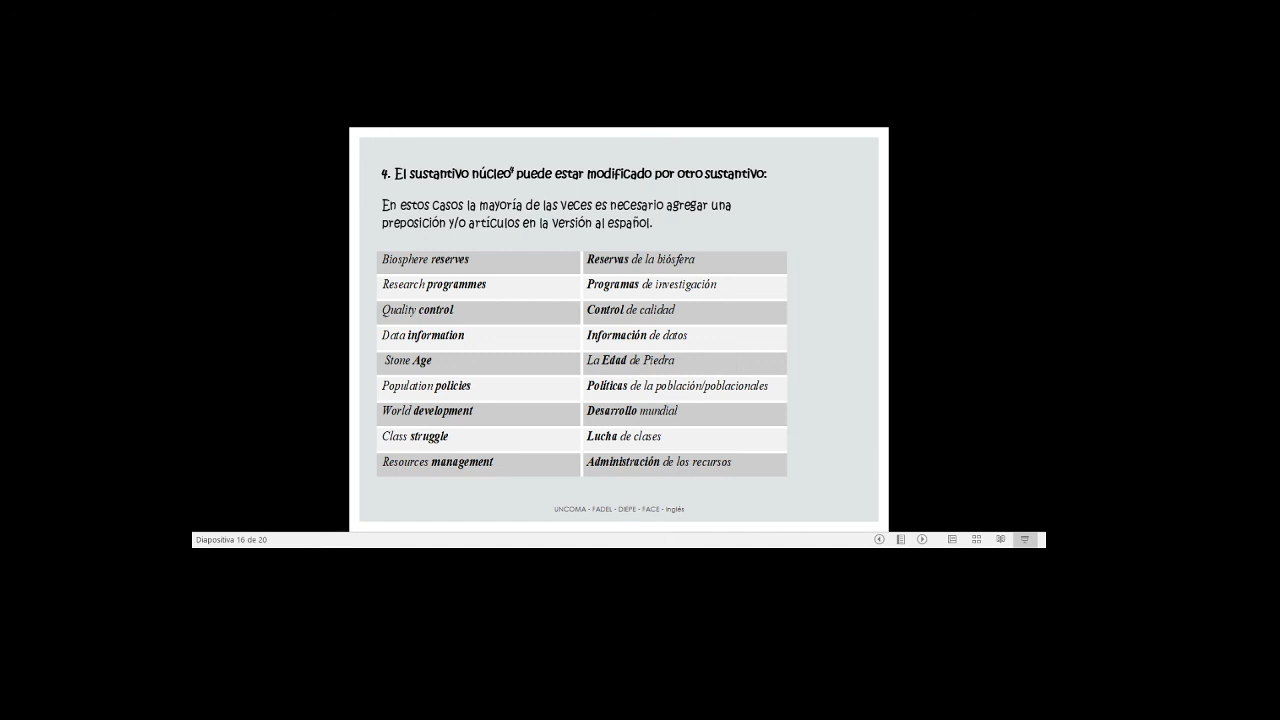 4. El sustantivo núcleo⁴ puede estar modificado por otro sustantivo:
En estos casos la mayoría de las veces es necesario agregar una
preposición y/o artículos en la versión al español.
Biosphere reserves Reservas de la biósfera
Research programmes Programas de investigación
Quality control Control de calidad
Data information Información de datos
Stone Age La Edad de Piedra
Population policies Políticas de la población/poblacionales
World development Desarrollo mundial
Class struggle Lucha de clases
Resources management Administración de los recursos
UNCOMA - FADEL - DIEPE - FACE - Inglés
Diapositiva 16 de 20